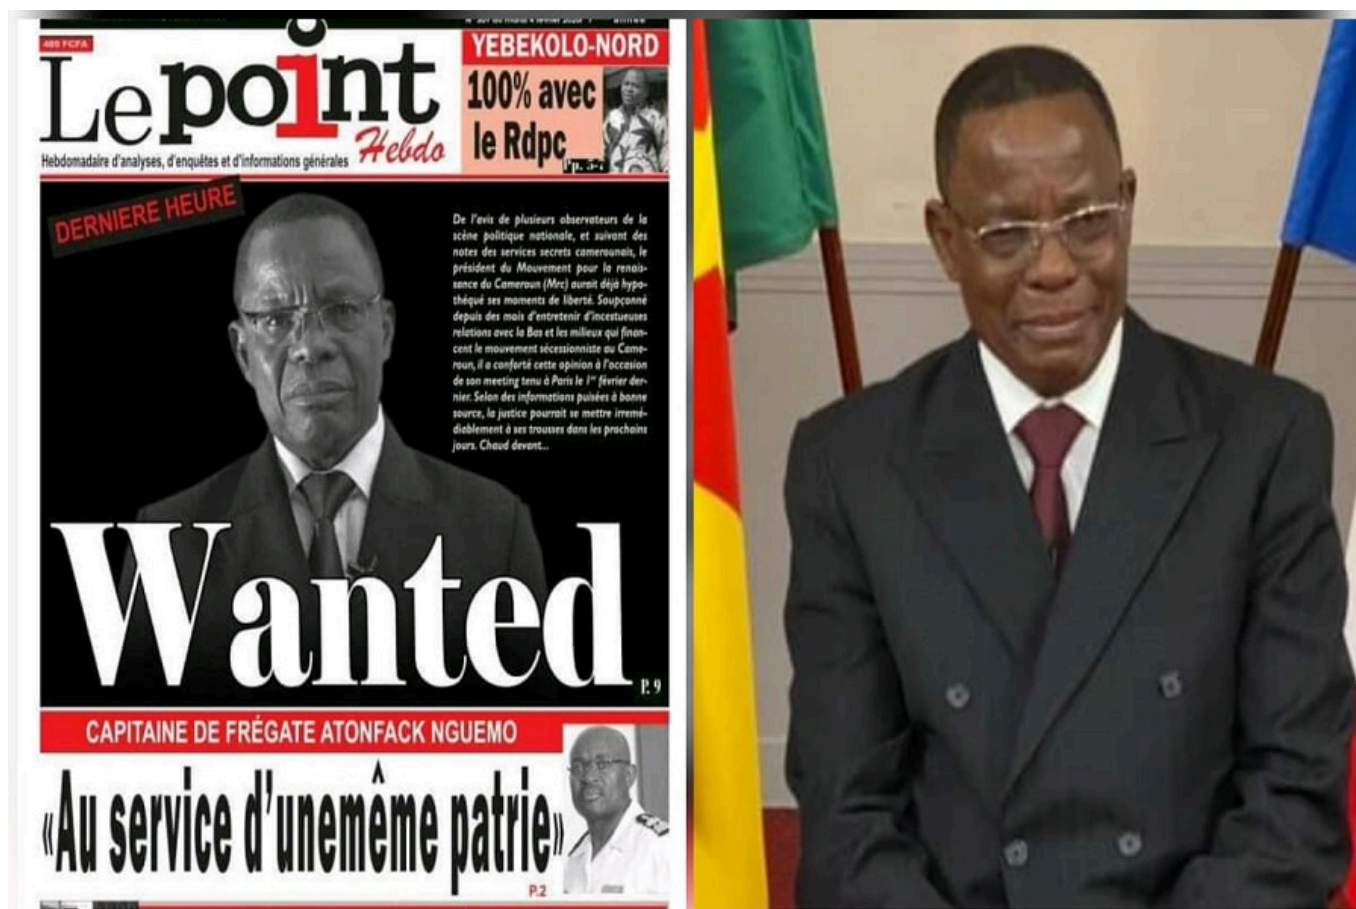 485 FCFA
Le point
Hebdo
Hebdomadaire d'analyses, d'enquêtes et d'informations générales
YEBEKOLO-NORD
100% avec
le Rdpc
Pp. 5-7
DERNIERE HEURE
De l'avis de plusieurs observateurs de la
scène politique nationale, et suivant des
notes des services secrets camerounais, le
président du Mouvement pour la renais-
sance du Cameroun (Mrc) aurait déjà hypo-
théqué ses moments de liberté. Soupçonné
depuis des mois d'entretenir d'incestueuses
relations avec la Bas et les milieux qui finan-
cent le mouvement sécessionniste au Came-
roun, il a conforté cette opinion à l'occasion
de son meeting tenu à Paris le 1er février der-
nier. Selon des informations puisées à bonne
source, la justice pourrait se mettre irremé-
diablement à ses trousses dans les prochains
jours. Chaud devant...
Wanted
P. 9
CAPITAINE DE FRÉGATE ATONFACK NGUEMO
«Au service d'unemême patrie»
P.2